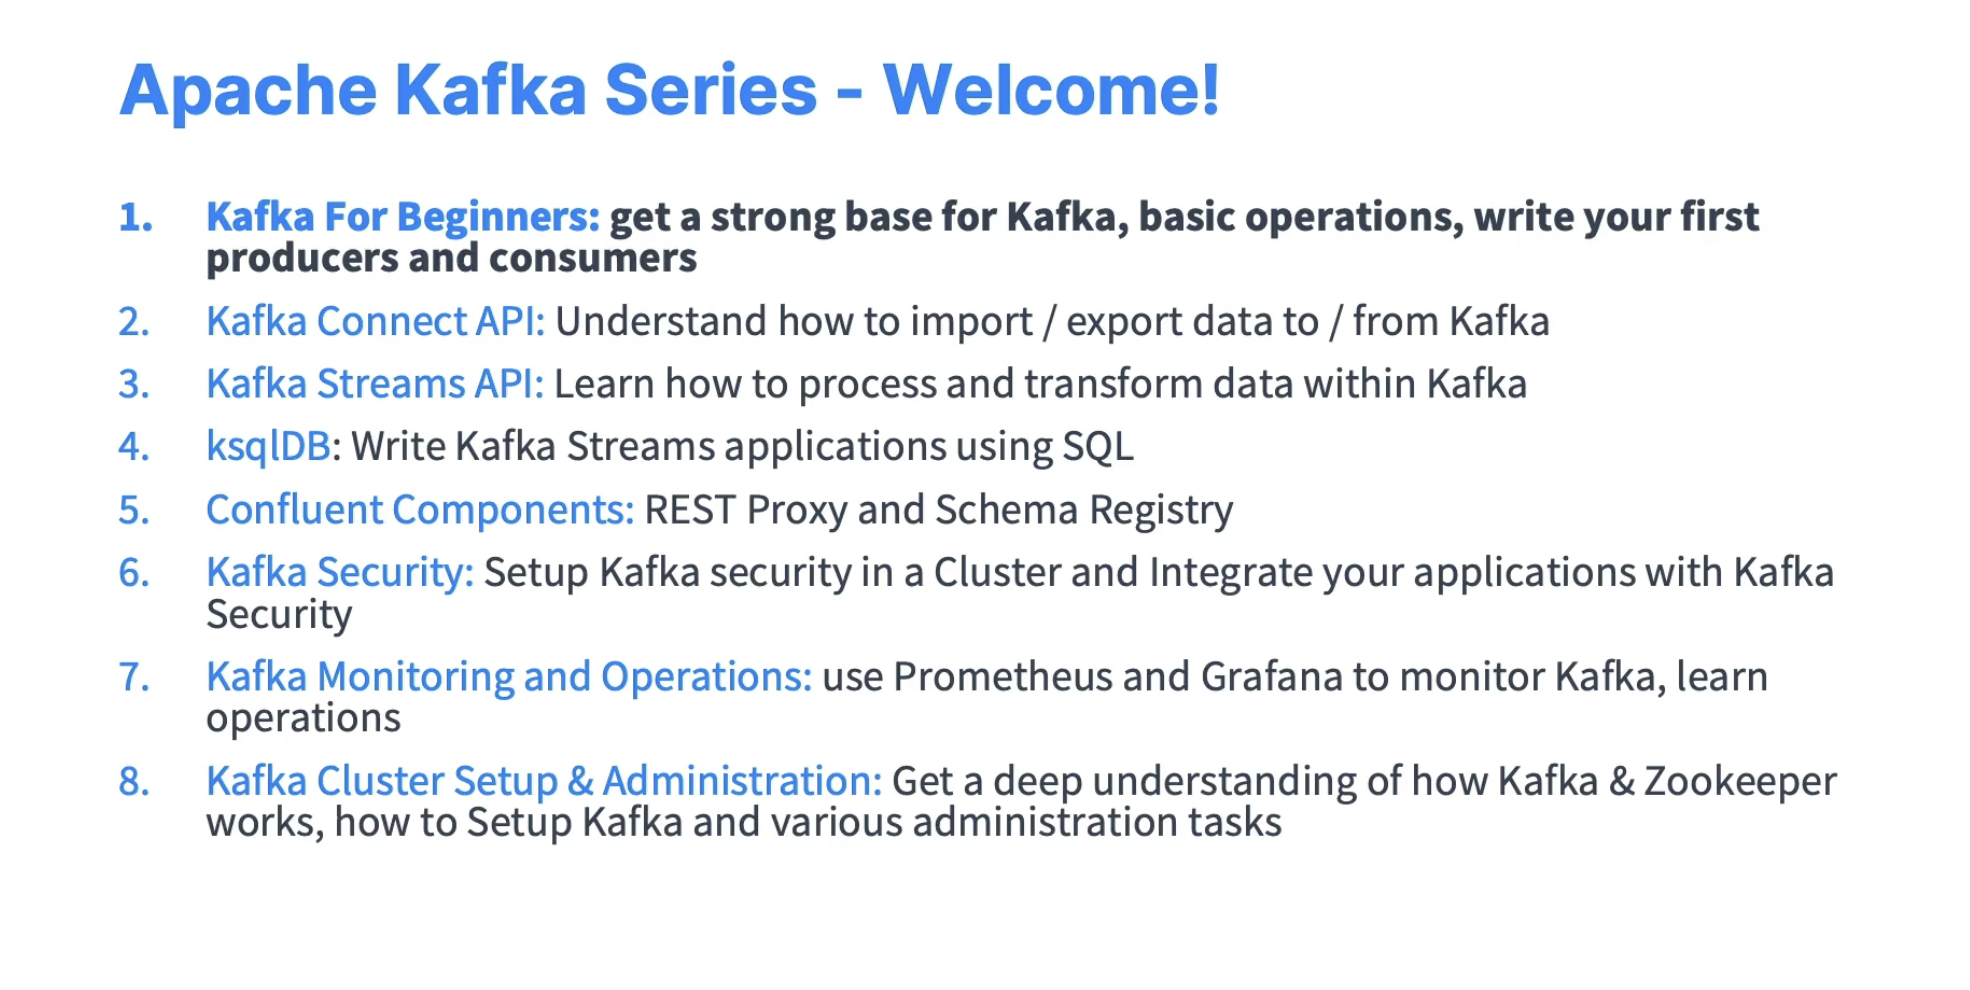 Apache Kafka Series - Welcome!
1. Kafka For Beginners: get a strong base for Kafka, basic operations, write your first
producers and consumers
2. Kafka Connect API: Understand how to import / export data to / from Kafka
3. Kafka Streams API: Learn how to process and transform data within Kafka
4. ksqlDB: Write Kafka Streams applications using SQL
5. Confluent Components: REST Proxy and Schema Registry
6. Kafka Security: Setup Kafka security in a Cluster and Integrate your applications with Kafka
Security
7. Kafka Monitoring and Operations: use Prometheus and Grafana to monitor Kafka, learn
operations
8. Kafka Cluster Setup & Administration: Get a deep understanding of how Kafka & Zookeeper
works, how to Setup Kafka and various administration tasks